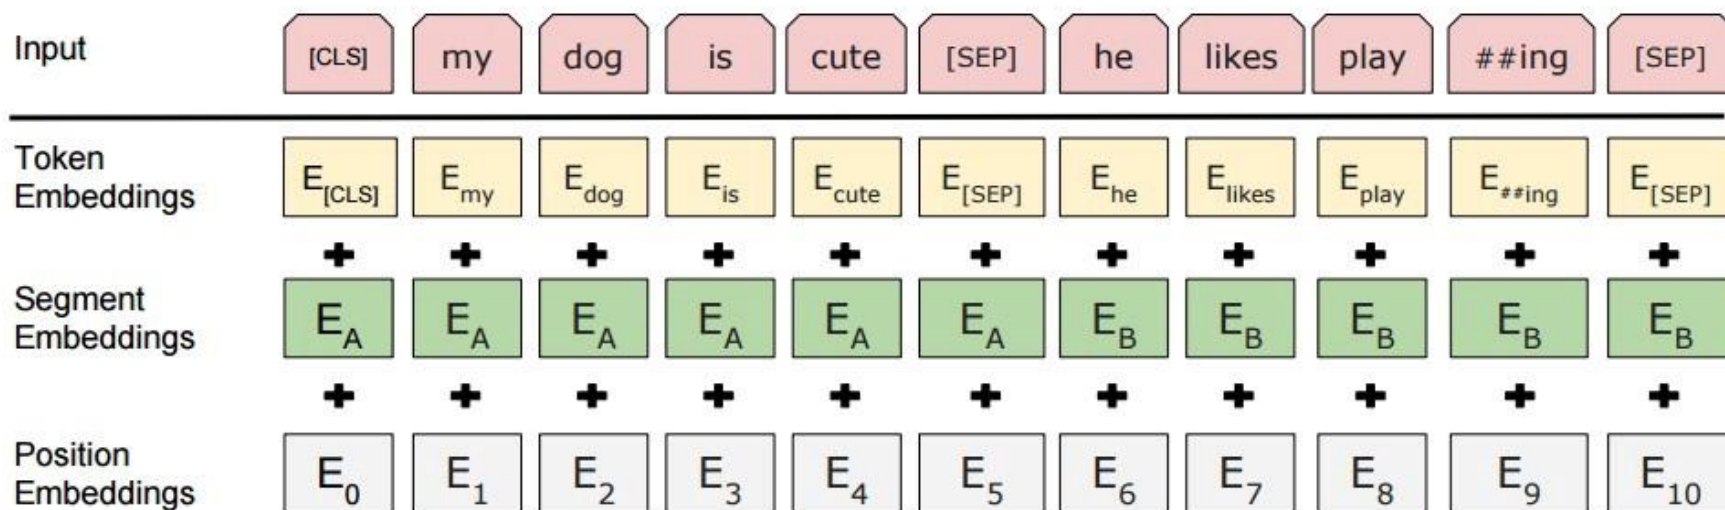 Input [CLS] my dog is cute [SEP] he likes play ##ing [SEP]
Token Embeddings E[CLS] Emy Edog Eis Ecute E[SEP] Ehe Elikes Eplay E##ing E[SEP]
+ + + + + + + + + + +
Segment Embeddings EA EA EA EA EA EA EB EB EB EB EB
+ + + + + + + + + + +
Position Embeddings E0 E1 E2 E3 E4 E5 E6 E7 E8 E9 E10